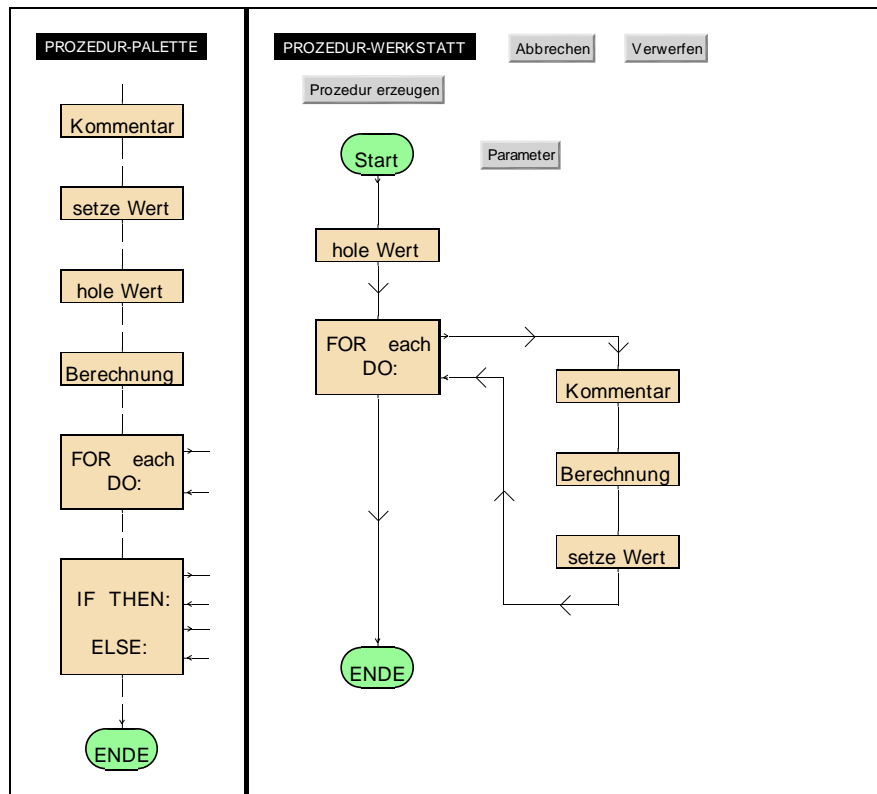 PROZEDUR-PALETTE
Kommentar
setze Wert
hole Wert
Berechnung
FOR each
DO:
IF THEN:
ELSE:
ENDE
PROZEDUR-WERKSTATT
Abbrechen
Verwerfen
Prozedur erzeugen
Start
Parameter
hole Wert
FOR each
DO:
Kommentar
Berechnung
setze Wert
ENDE